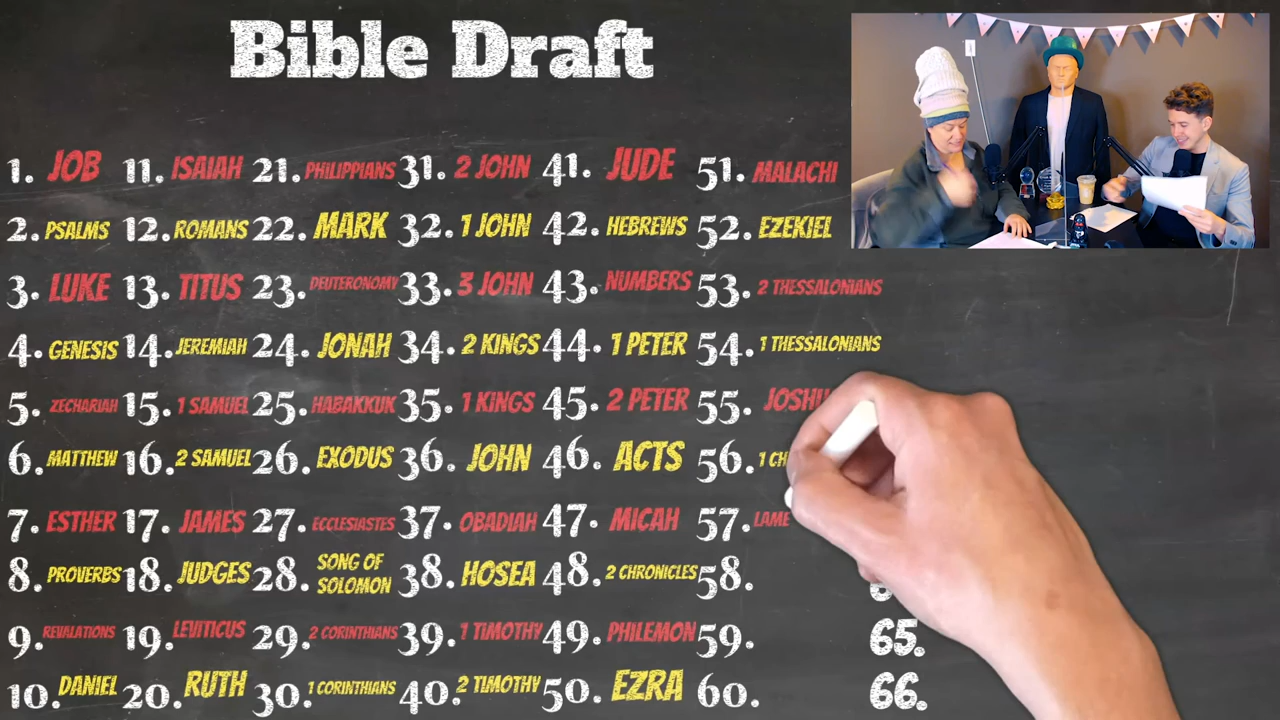 Bible Draft
1. JOB
2. PSALMS
3. LUKE
4. GENESIS
5. ZECHARIAH
6. MATTHEW
7. ESTHER
8. PROVERBS
9. REVALATIONS
10. DANIEL
11. ISAIAH
12. ROMANS
13. TITUS
14. JEREMIAH
15. 1 SAMUEL
16. 2 SAMUEL
17. JAMES
18. JUDGES
19. LEVITICUS
20. RUTH
21. PHILIPPIANS
22. MARK
23. DEUTERONOMY
24. JONAH
25. HABAKKUK
26. EXODUS
27. ECCLESIASTES
28. SONG OF
SOLOMON
29. 2 CORINTHIANS
30. 1 CORINTHIANS
31. 2 JOHN
32. 1 JOHN
33. 3 JOHN
34. 2 KINGS
35. 1 KINGS
36. JOHN
37. OBADIAH
38. HOSEA
39. 1 TIMOTHY
40. 2 TIMOTHY
41. JUDE
42. HEBREWS
43. NUMBERS
44. 1 PETER
45. 2 PETER
46. ACTS
47. MICAH
48. 2 CHRONICLES
49. PHILEMON
50. EZRA
51. MALACHI
52. EZEKIEL
53. 2 THESSALONIANS
54. 1 THESSALONIANS
55. JOSHU
56. 1 CH
57. LAME
58.
59.
60.
65.
66.